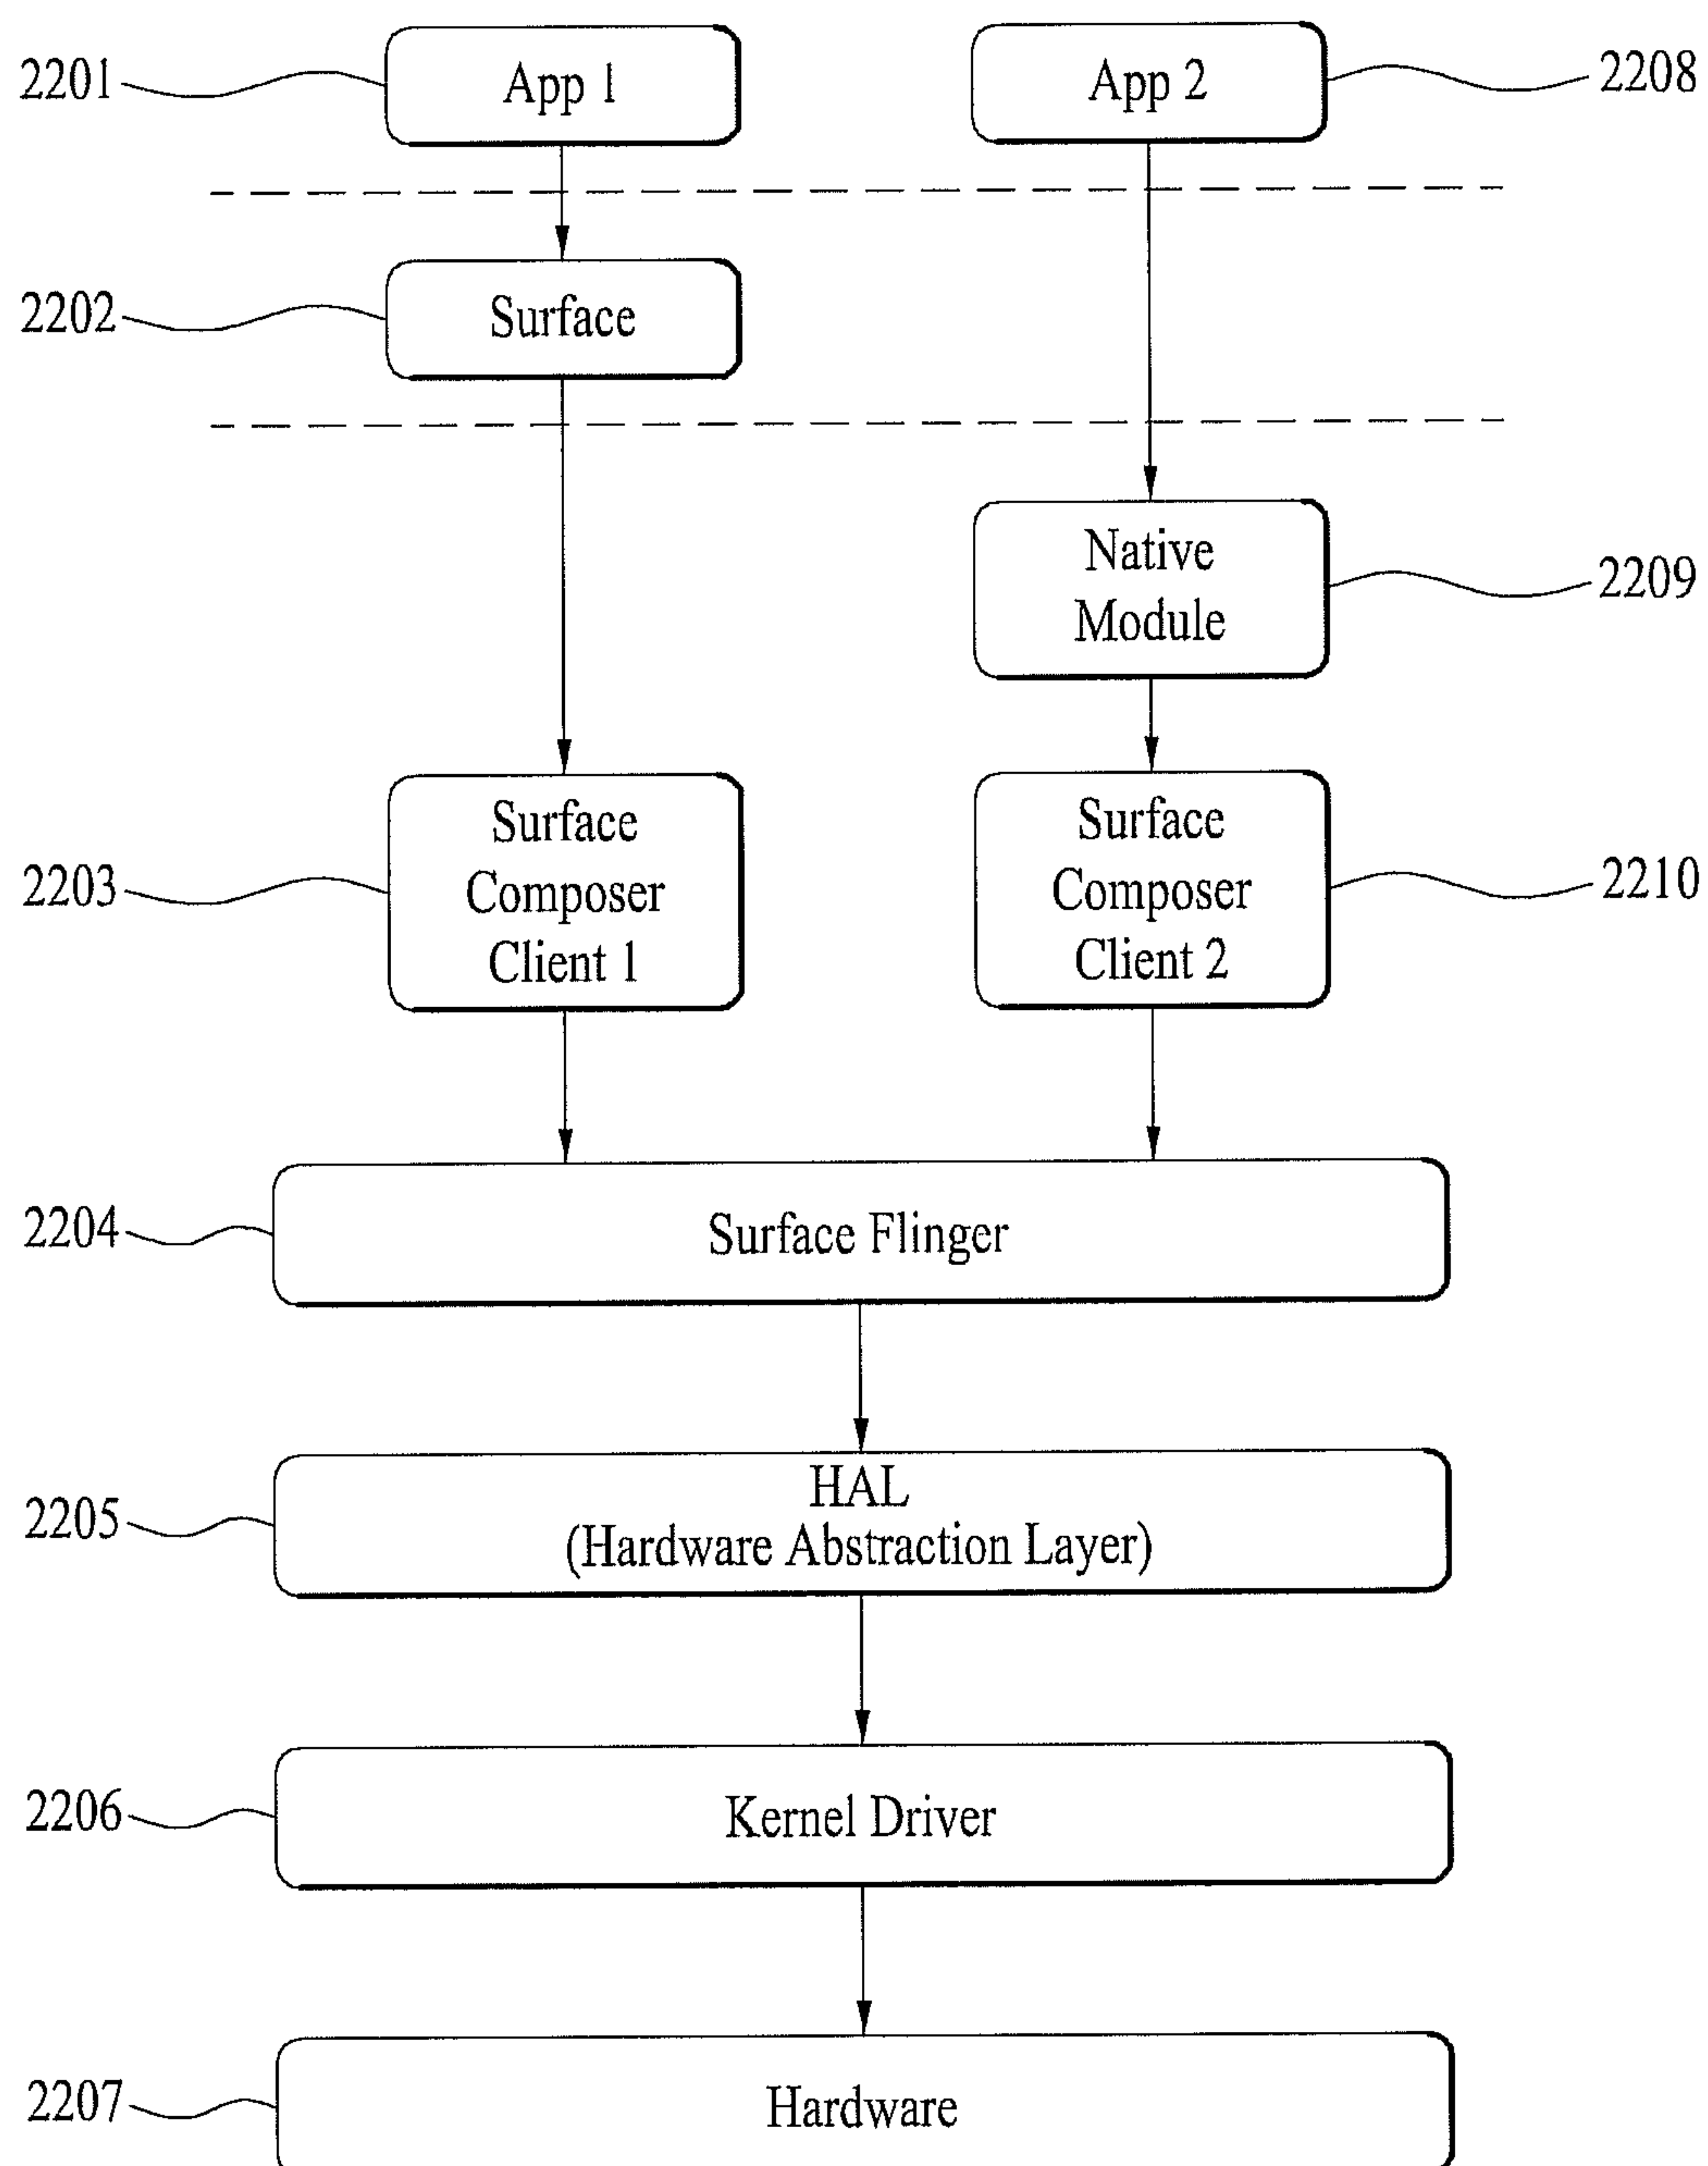 2201
App 1
App 2
2208
2202
Surface
Native
Module
2209
2203
Surface
Composer
Client 1
Surface
Composer
Client 2
2210
2204
Surface Flinger
2205
HAL
(Hardware Abstraction Layer)
2206
Kernel Driver
2207
Hardware